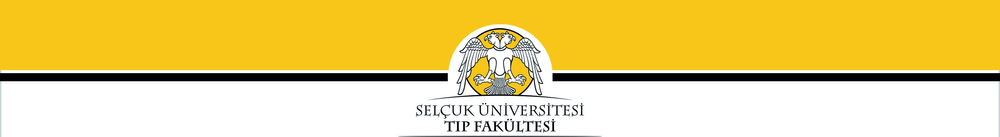 SELÇUK ÜNİVERSİTESİ
TIP FAKÜLTESİ